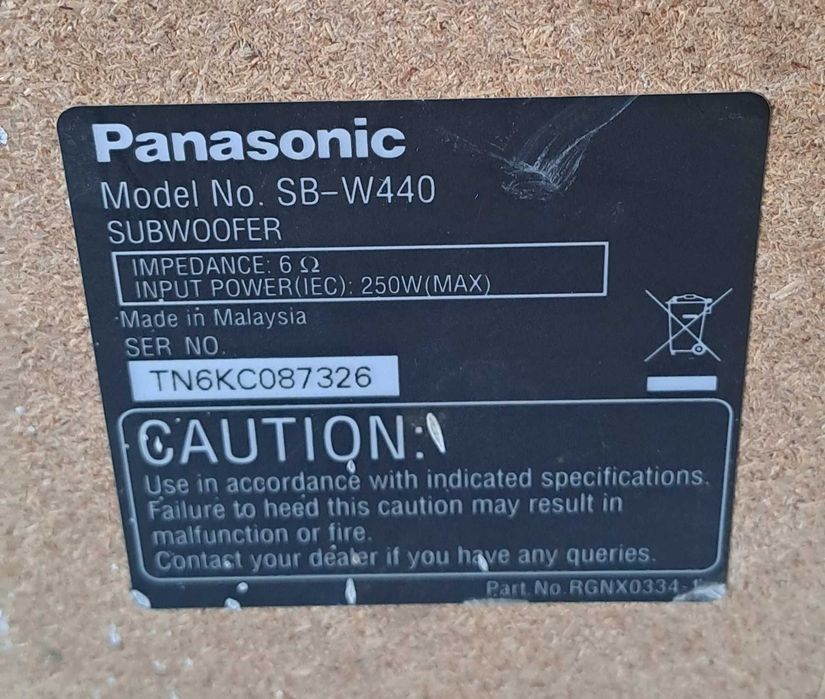 Panasonic
Model No. SB-W440
SUBWOOFER
IMPEDANCE: 6 Ω
INPUT POWER(IEC): 250W(MAX)
Made in Malaysia
SER NO.
TN6KC087326
CAUTION:
Use in accordance with indicated specifications.
Failure to heed this caution may result in
malfunction or fire.
Contact your dealer if you have any queries.
Part No.